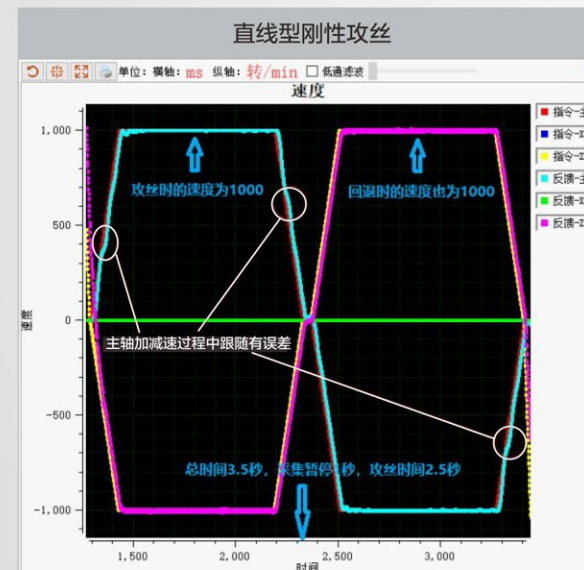 直线型刚性攻丝
单位: 横轴: ms 纵轴: 转/min 低通滤波
速度
指令-主
指令-x
指令-z
反馈-主
反馈-x
反馈-z
1,000
500
0
-500
-1,000
速度
攻丝时的速度为1000
回退时的速度也为1000
主轴加减速过程中跟随有误差
总时间3.5秒，采集暂停1秒，攻丝时间2.5秒
1,500 2,000 2,500 3,000
时间